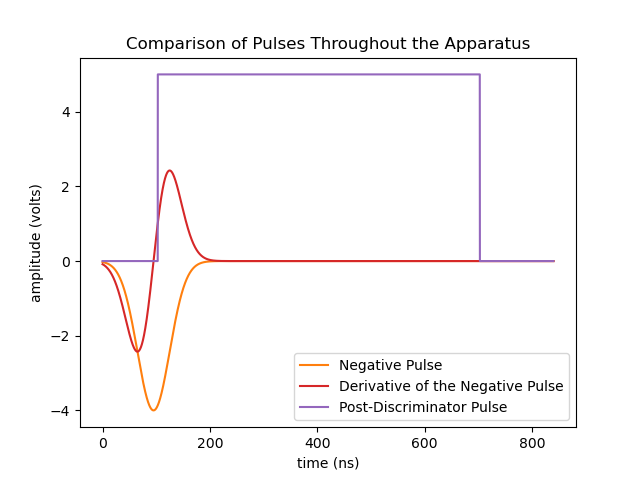 Comparison of Pulses Throughout the Apparatus
amplitude (volts)
4
2
0
−2
−4
0 200 400 600 800
time (ns)
Negative Pulse
Derivative of the Negative Pulse
Post-Discriminator Pulse